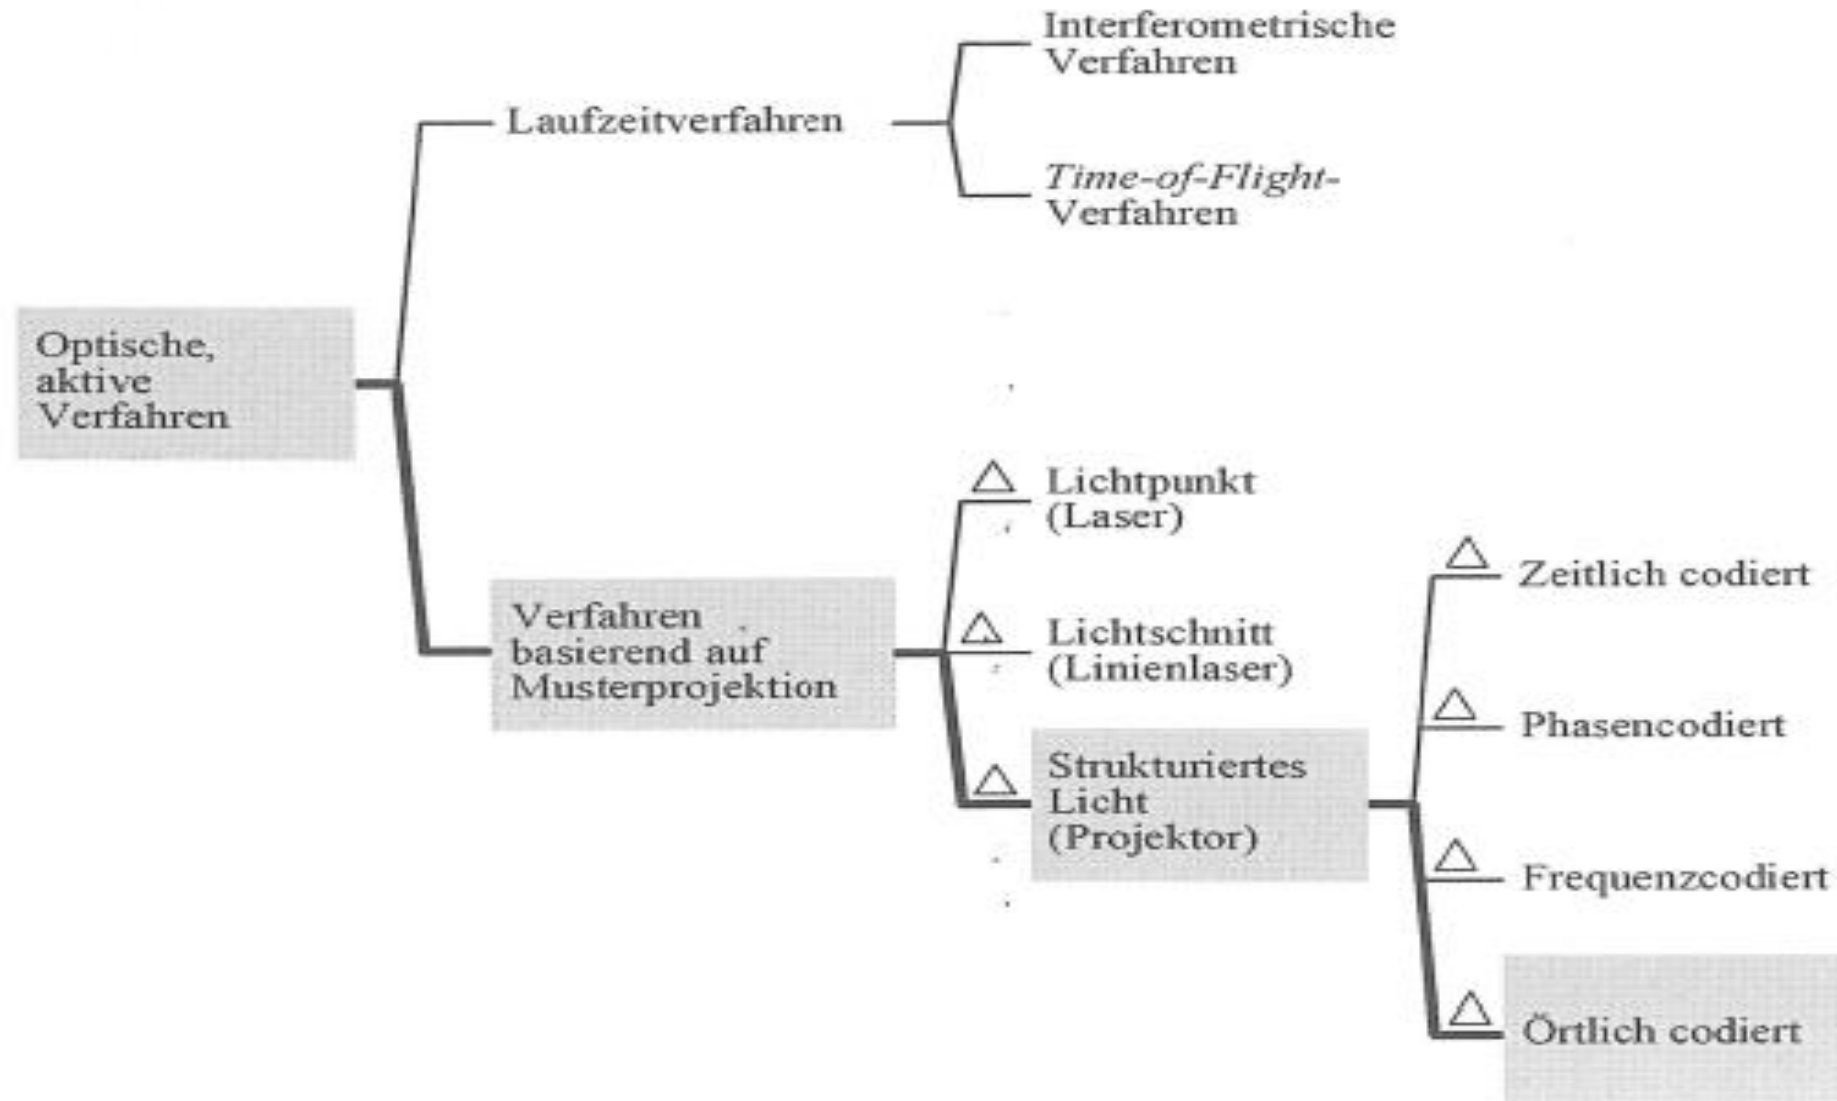 Interferometrische
Verfahren
Laufzeitverfahren
Time-of-Flight-
Verfahren
Optische,
aktive
Verfahren
Lichtpunkt
(Laser)
Verfahren
basierend auf
Musterprojektion
Lichtschnitt
(Linienlaser)
Strukturiertes
Licht
(Projektor)
Zeitlich codiert
Phasencodiert
Frequenzcodiert
Örtlich codiert